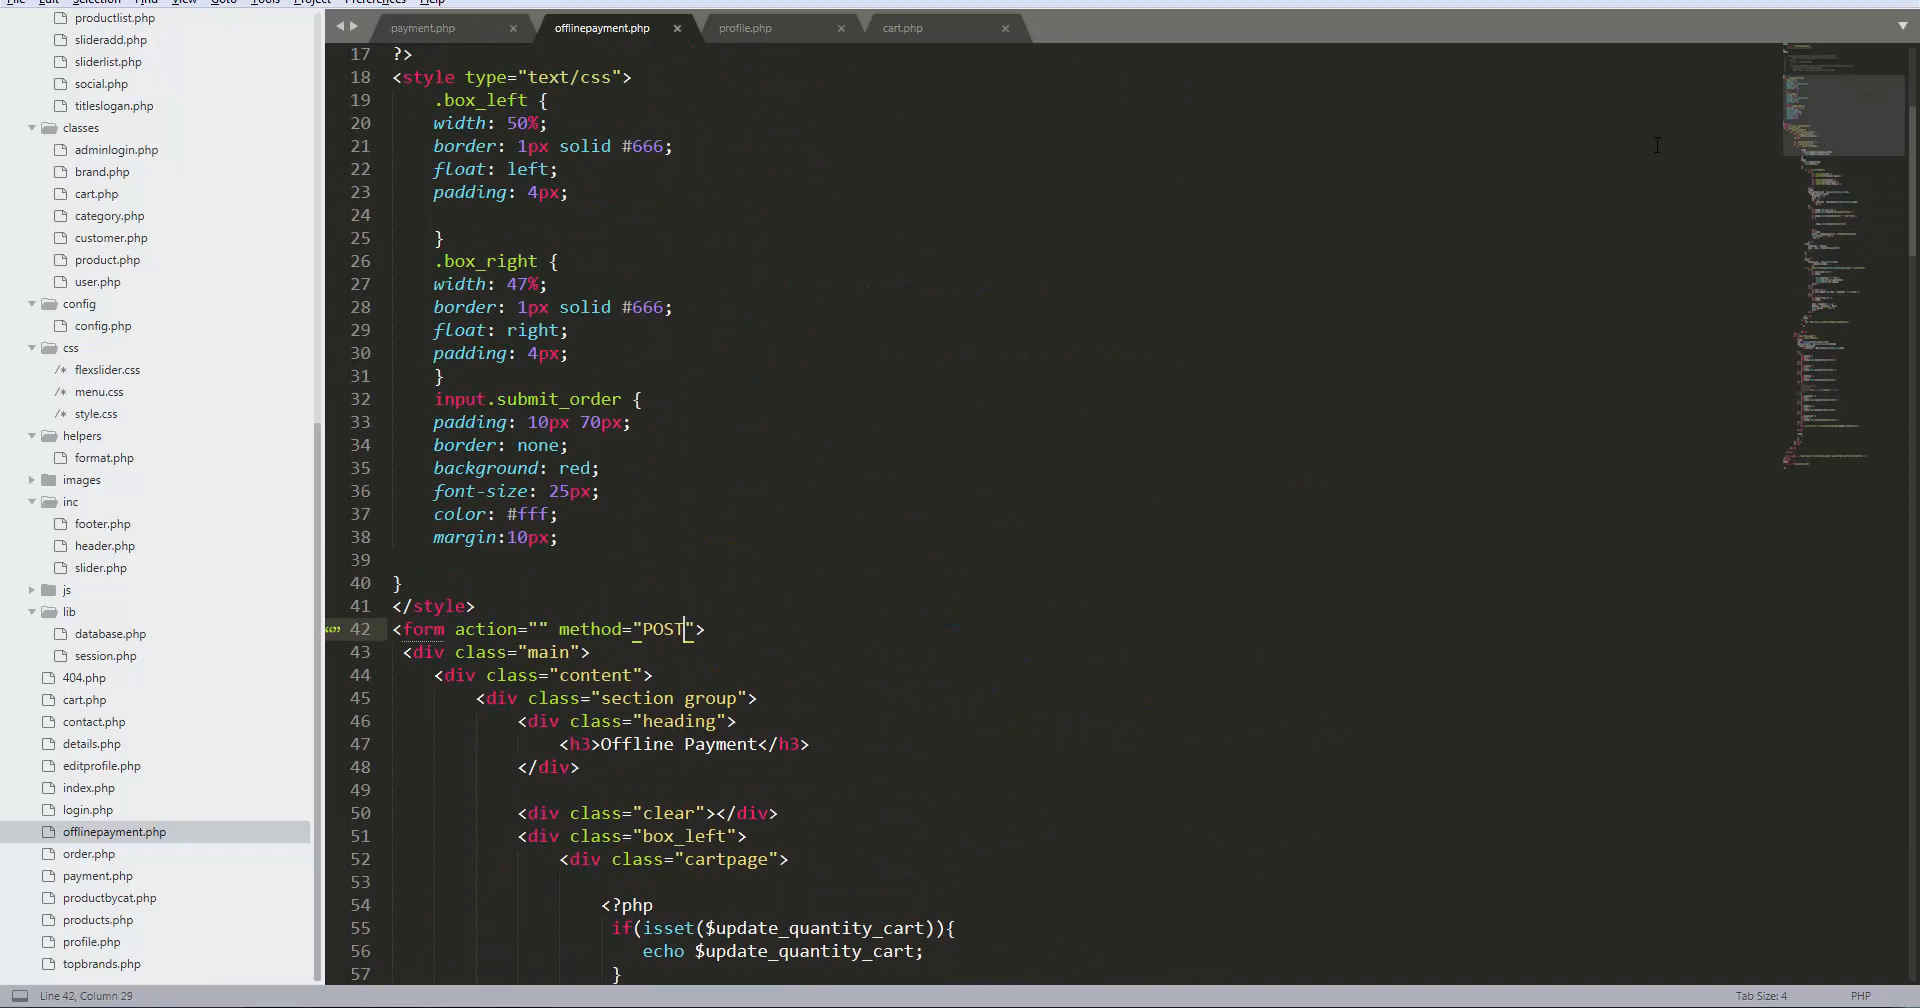 File Edit Selection Find View Goto Tools Project Preferences Help
productlist.php
slideradd.php
sliderlist.php
social.php
titleslogan.php
classes
adminlogin.php
brand.php
cart.php
category.php
customer.php
product.php
user.php
config
config.php
css
/* flexslider.css
/* menu.css
/* style.css
helpers
format.php
images
inc
footer.php
header.php
slider.php
js
lib
database.php
session.php
404.php
cart.php
contact.php
details.php
editprofile.php
index.php
login.php
offlinepayment.php
order.php
payment.php
productbycat.php
products.php
profile.php
topbrands.php
payment.php × offlinepayment.php × profile.php × cart.php ×
17 ?>
18 <style type="text/css">
19 .box_left {
20 width: 50%;
21 border: 1px solid #666;
22 float: left;
23 padding: 4px;
24
25 }
26 .box_right {
27 width: 47%;
28 border: 1px solid #666;
29 float: right;
30 padding: 4px;
31 }
32 input.submit_order {
33 padding: 10px 70px;
34 border: none;
35 background: red;
36 font-size: 25px;
37 color: #fff;
38 margin:10px;
39
40 }
41 </style>
42 <form action="" method="POST">
43 <div class="main">
44 <div class="content">
45 <div class="section group">
46 <div class="heading">
47 <h3>Offline Payment</h3>
48 </div>
49
50 <div class="clear"></div>
51 <div class="box_left">
52 <div class="cartpage">
53
54 <?php
55 if(isset($update_quantity_cart)){
56 echo $update_quantity_cart;
57 }
Line 42, Column 29
Tab Size: 4 PHP